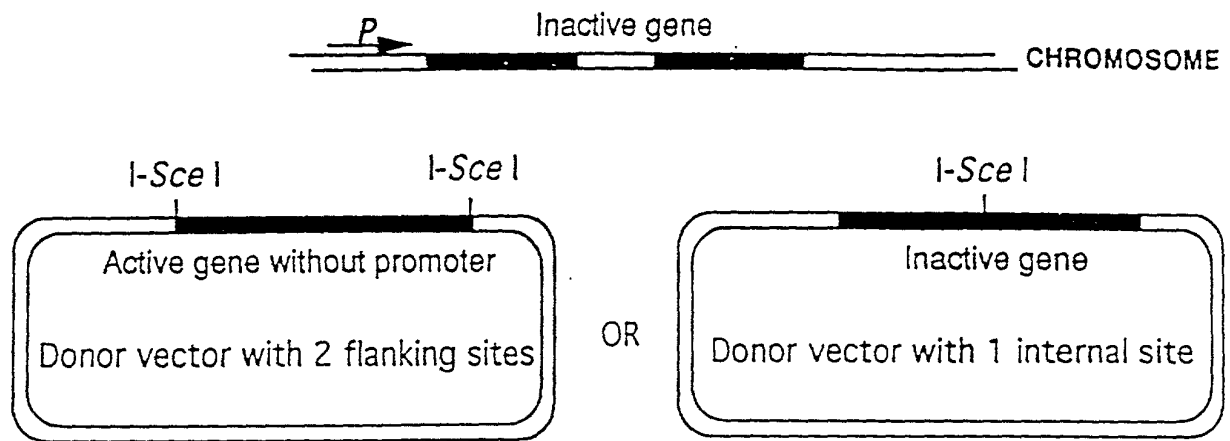 P
Inactive gene
CHROMOSOME
I-Sce I
I-Sce I
Active gene without promoter
Donor vector with 2 flanking sites
OR
I-Sce I
Inactive gene
Donor vector with 1 internal site